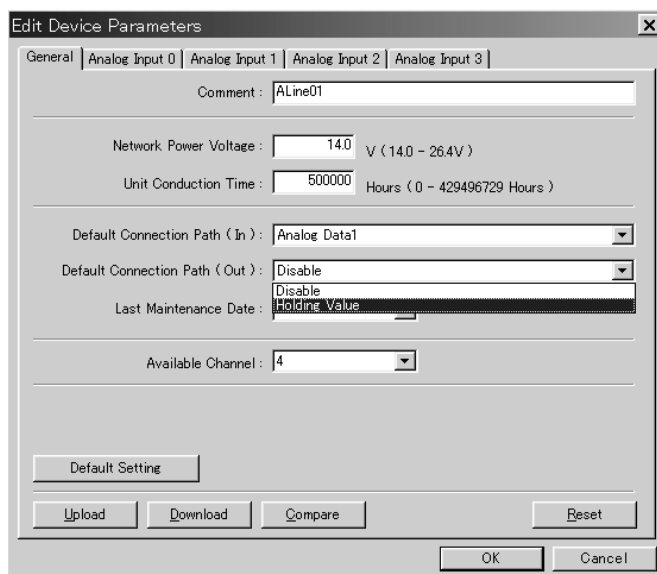 Edit Device Parameters
General Analog Input 0 Analog Input 1 Analog Input 2 Analog Input 3
Comment : ALine01
Network Power Voltage : 14.0 V ( 14.0 - 26.4V )
Unit Conduction Time : 500000 Hours ( 0 - 429496729 Hours )
Default Connection Path ( In ) : Analog Data1
Default Connection Path ( Out ) : Disable
Disable
Holding Value
Last Maintenance Date :
Available Channel : 4
Default Setting
Upload Download Compare Reset
OK Cancel